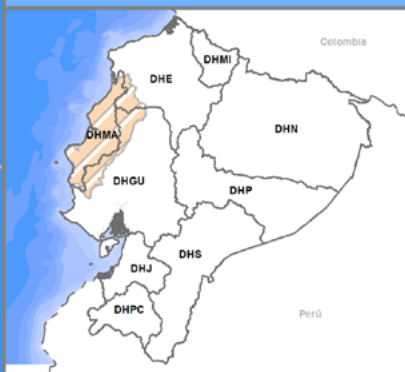 Colombia
DHMI
DHE
DHN
DHMA
DHGU
DHP
DHS
DHJ
DHPC
Perú